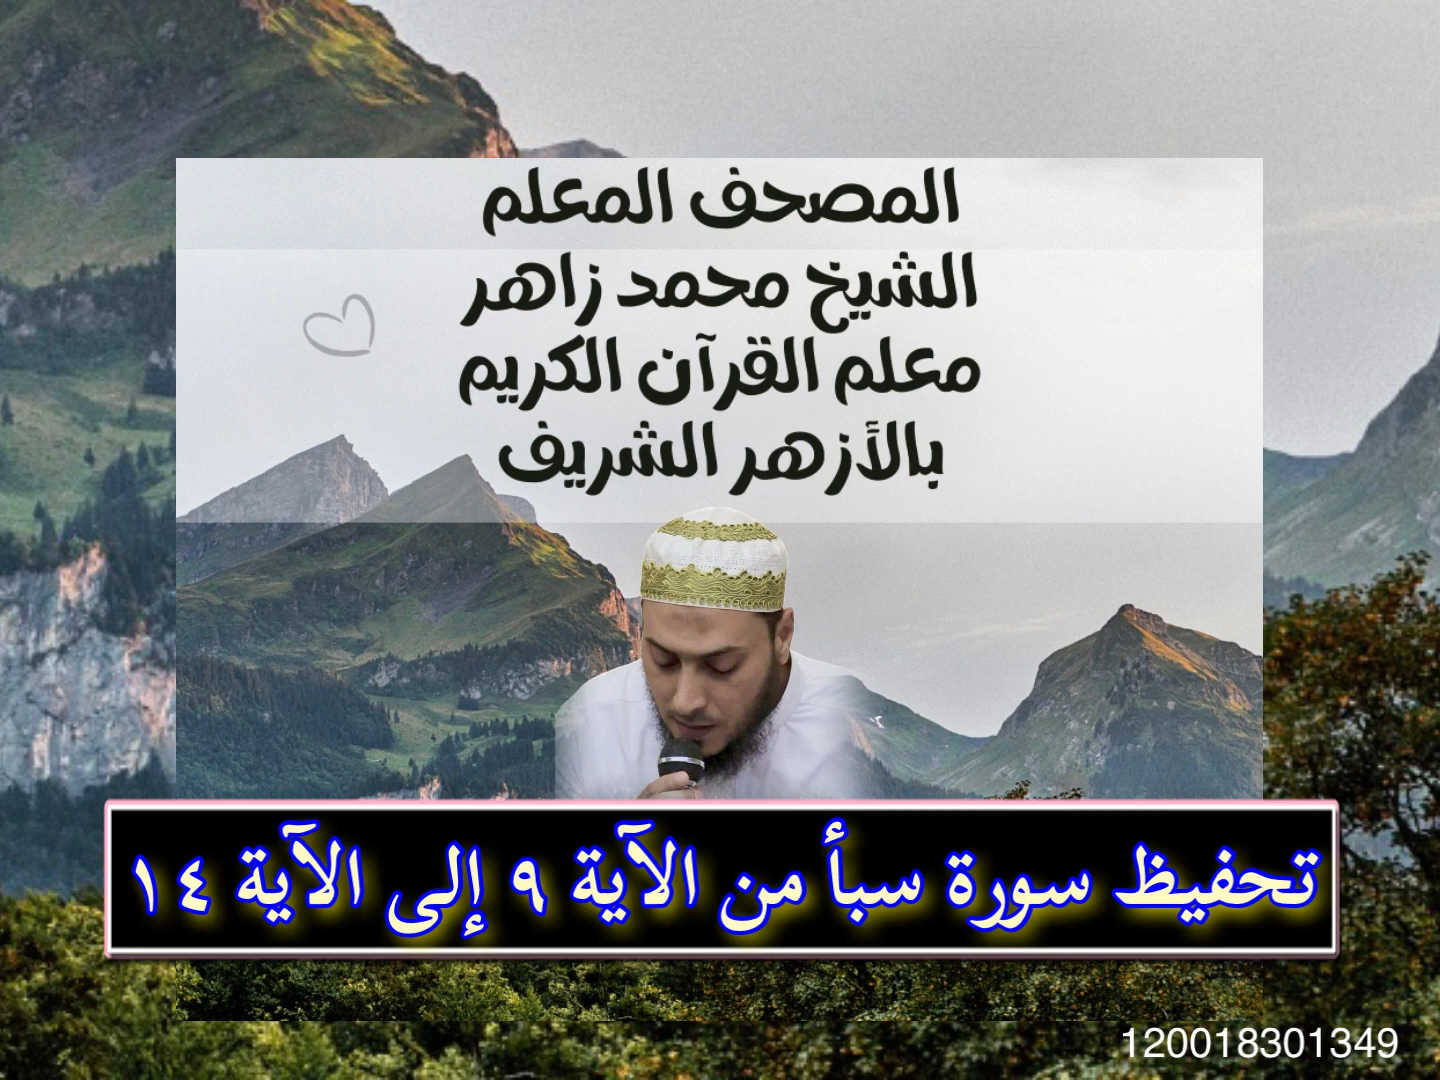 المصحف المعلم
الشيخ محمد زاهر
معلم القرآن الكريم
بالأزهر الشريف
تحفيظ سورة سبأ من الآية ٩ إلى الآية ١٤
120018301349